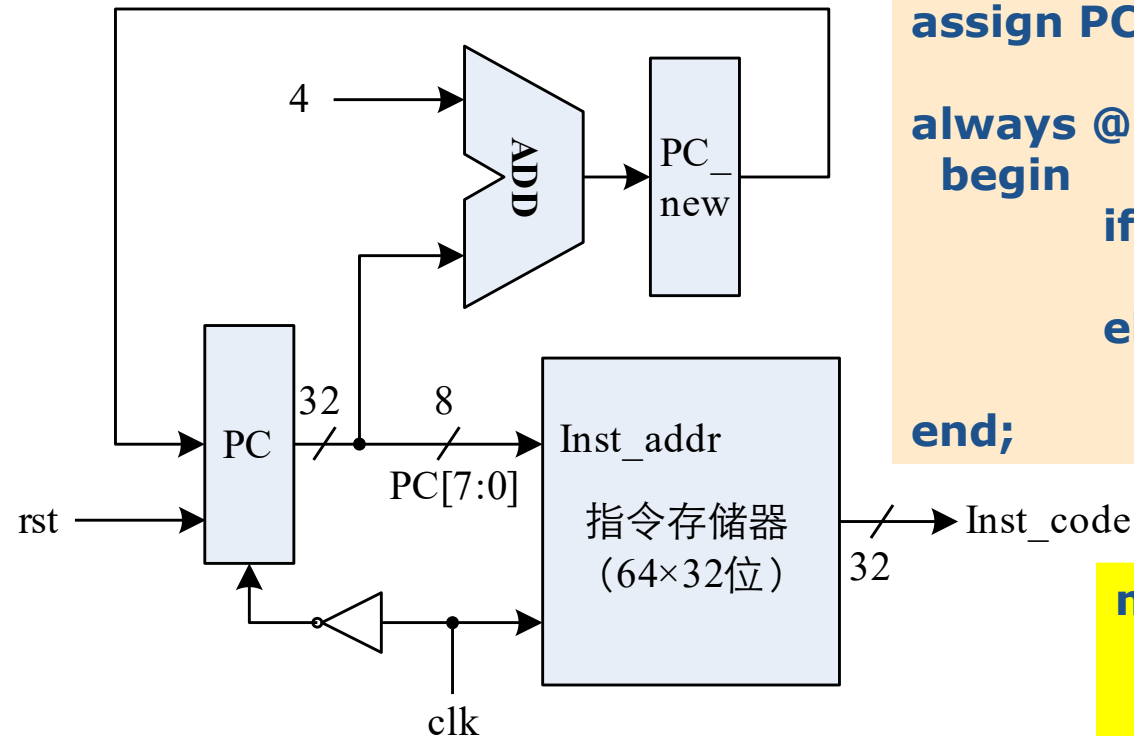 4
ADD
PC_
new
32
8
PC
PC[7:0]
rst
Inst_addr
指令存储器
（64×32位）
32
Inst_code
clk
assign PC
always @
begin
if
end;